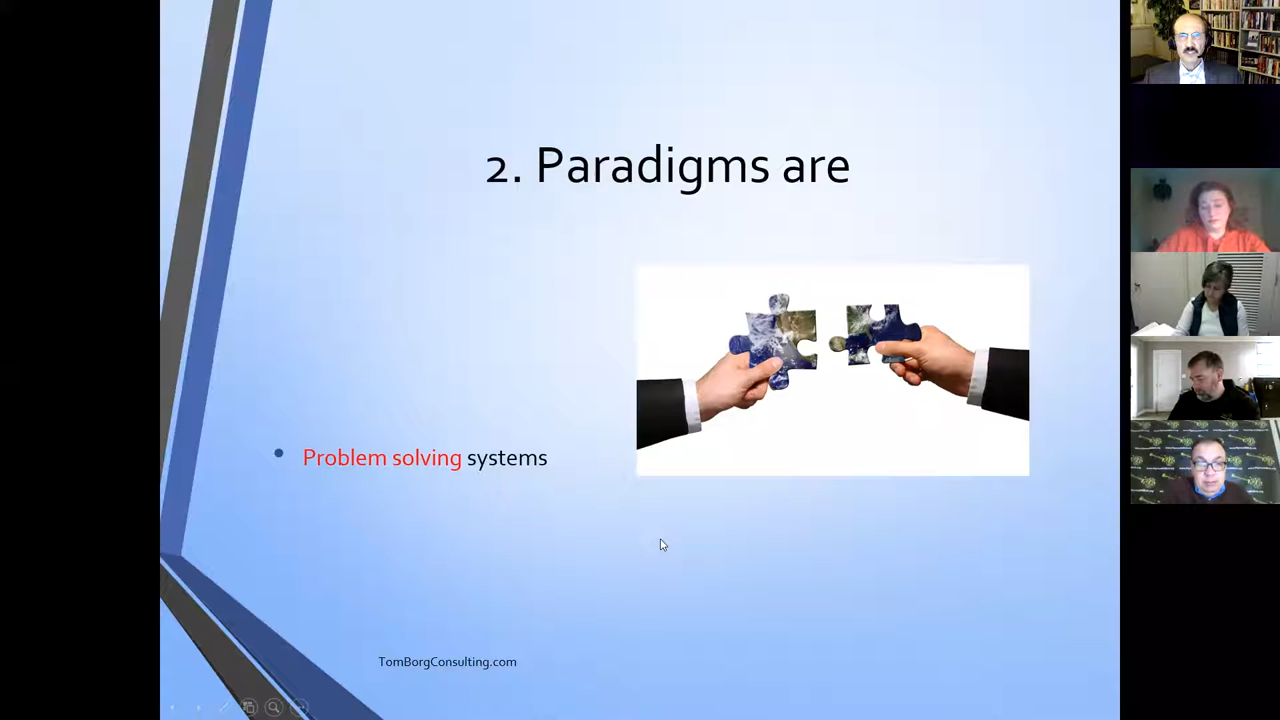 2. Paradigms are
• Problem solving systems
TomBorgConsulting.com